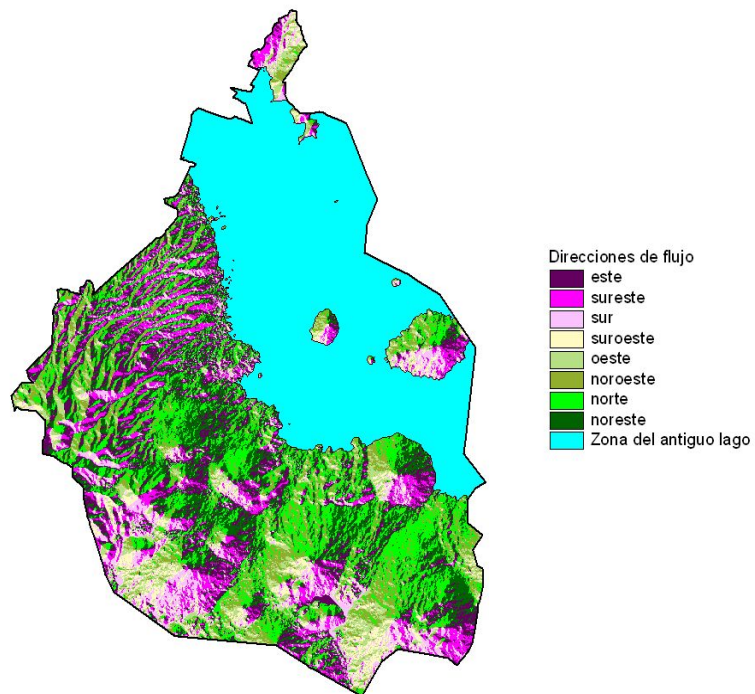 Direcciones de flujo
este
sureste
sur
suroeste
oeste
noroeste
norte
noreste
Zona del antiguo lago